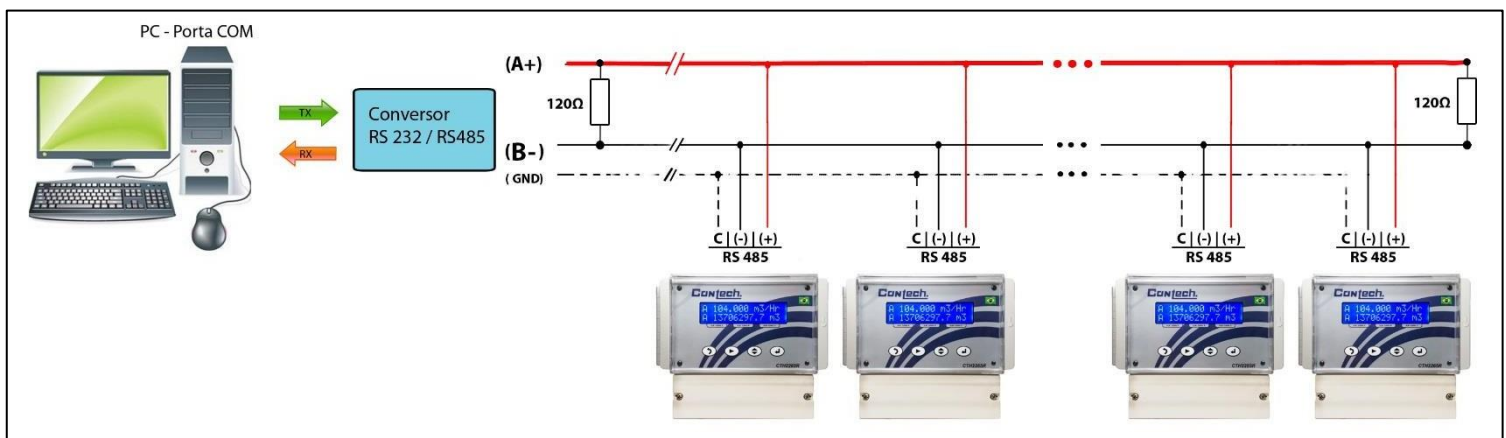 PC - Porta COM
TX
RX
Conversor
RS 232 / RS485
(A+)
120Ω
(B-)
(GND)
120Ω
C | (-) | (+)
RS 485
C | (-) | (+)
RS 485
C | (-) | (+)
RS 485
C | (-) | (+)
RS 485
Contech.
A 104.000 m3/Hr
A 13706297.7 m3
Contech.
A 104.000 m3/Hr
A 13706297.7 m3
Contech.
A 104.000 m3/Hr
A 13706297.7 m3
Contech.
A 104.000 m3/Hr
A 13706297.7 m3